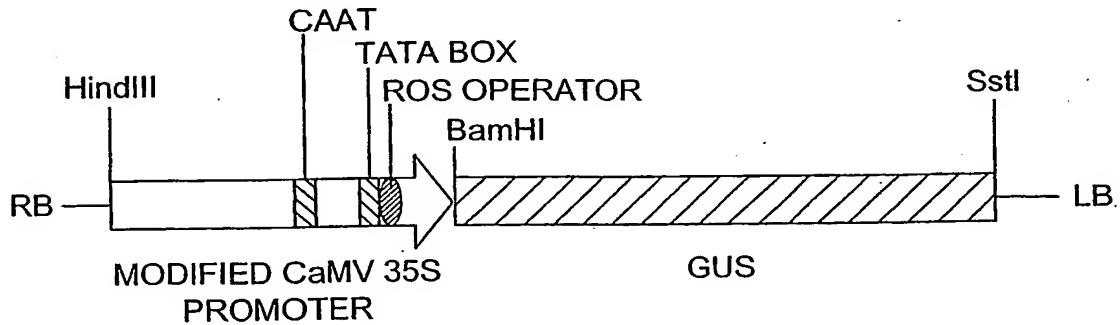 CAAT
TATA BOX
HindIII
ROS OPERATOR
SstI
BamHI
RB
LB
MODIFIED CaMV 35S
PROMOTER
GUS